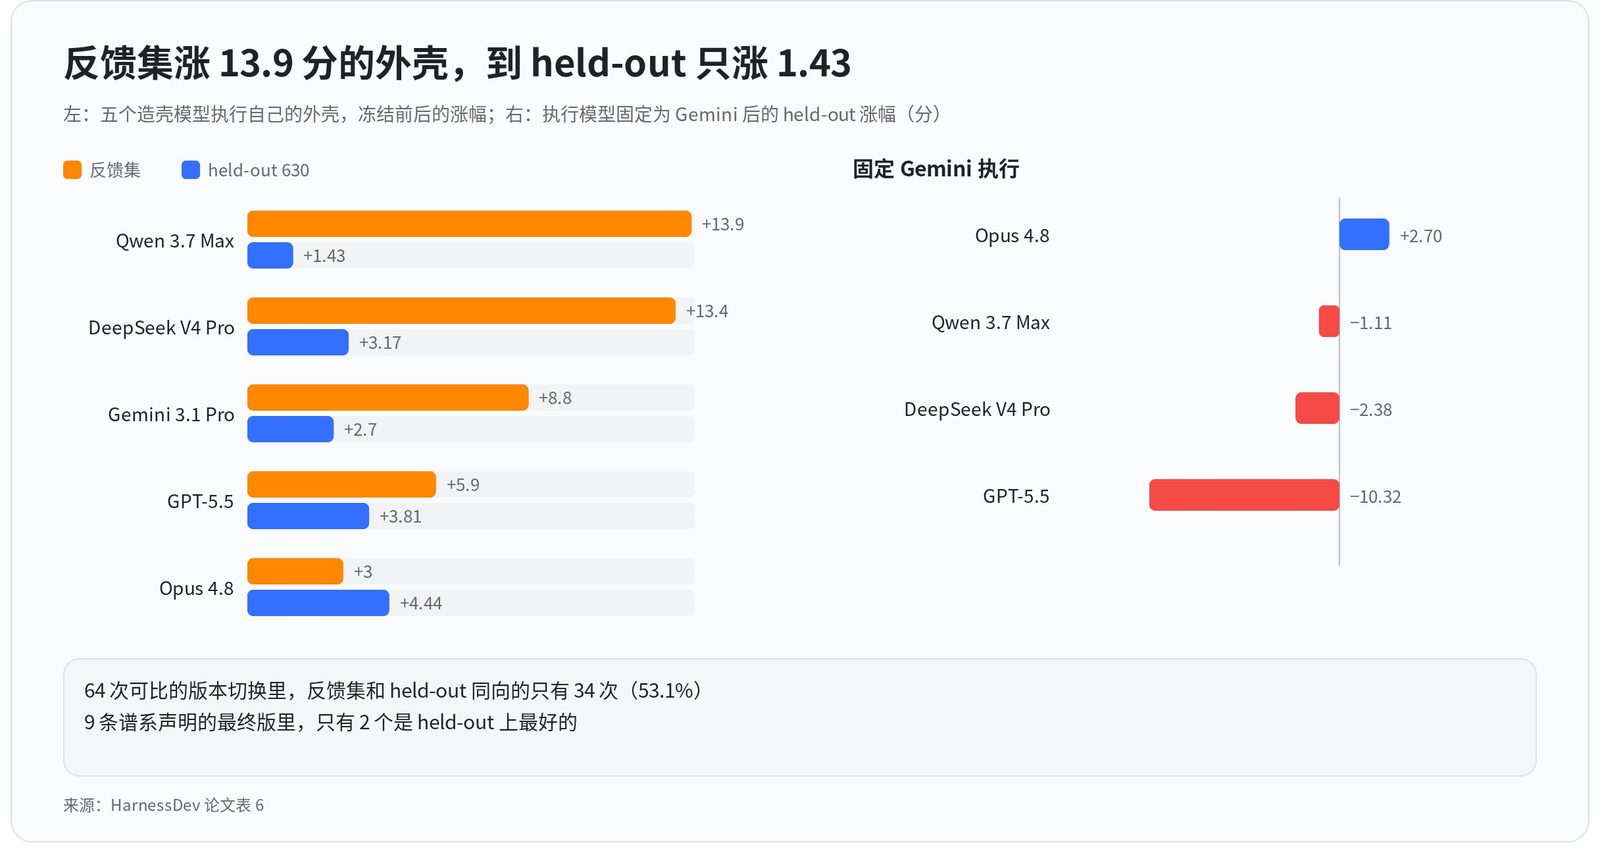 反馈集涨 13.9 分的外壳，到 held-out 只涨 1.43
左：五个造壳模型执行自己的外壳，冻结前后的涨幅；右：执行模型固定为 Gemini 后的 held-out 涨幅（分）
反馈集
held-out 630
Qwen 3.7 Max
+13.9
+1.43
DeepSeek V4 Pro
+13.4
+3.17
Gemini 3.1 Pro
+8.8
+2.7
GPT-5.5
+5.9
+3.81
Opus 4.8
+3
+4.44
固定 Gemini 执行
Opus 4.8
+2.70
Qwen 3.7 Max
−1.11
DeepSeek V4 Pro
−2.38
GPT-5.5
−10.32
64 次可比的版本切换里，反馈集和 held-out 同向的只有 34 次（53.1%）
9 条谱系声明的最终版里，只有 2 个是 held-out 上最好的
来源：HarnessDev 论文表 6